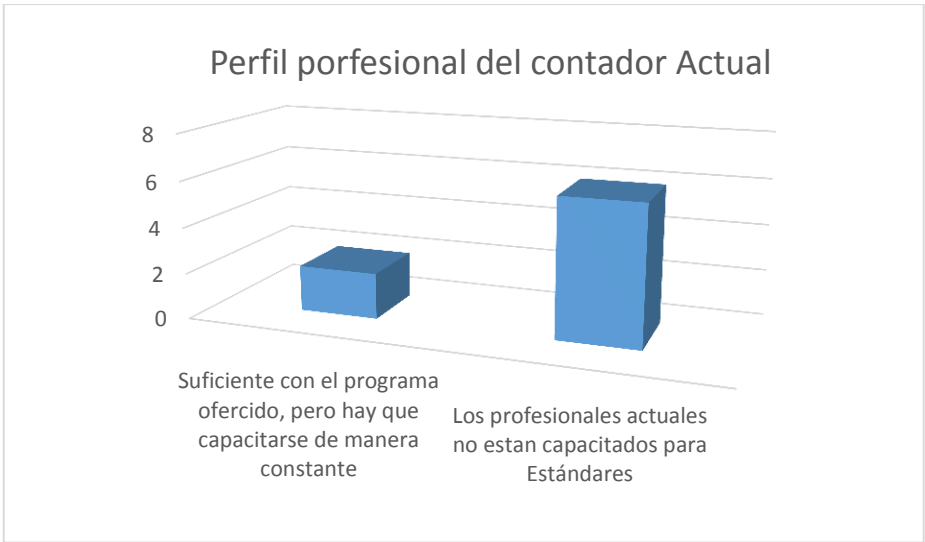 Perfil porfesional del contador Actual
8
6
4
2
0
Suficiente con el programa
ofercido, pero hay que
capacitarse de manera
constante
Los profesionales actuales
no estan capacitados para
Estándares